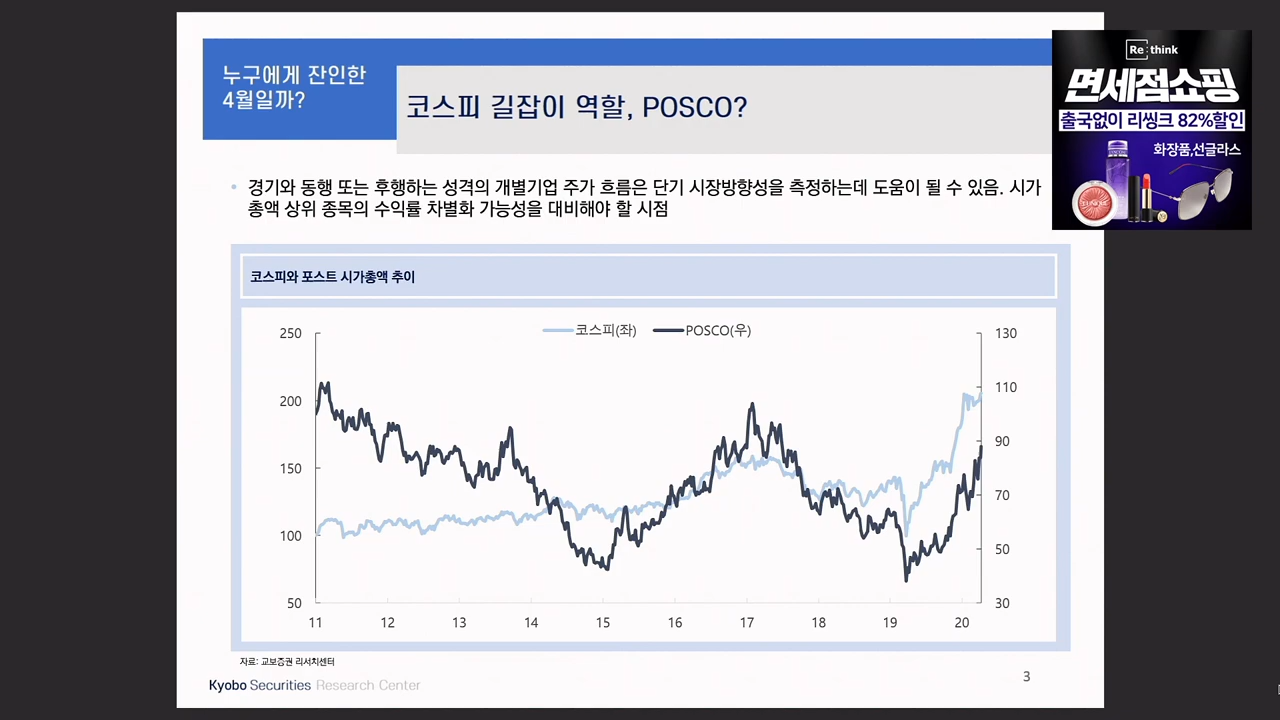 누구에게 잔인한
4월일까?
코스피 길잡이 역할, POSCO?
Re:think
면세점쇼핑
출국없이 리씽크 82%할인
화장품,선글라스
• 경기와 동행 또는 후행하는 성격의 개별기업 주가 흐름은 단기 시장방향성을 측정하는데 도움이 될 수 있음. 시가
총액 상위 종목의 수익률 차별화 가능성을 대비해야 할 시점
코스피와 포스트 시가총액 추이
코스피(좌) POSCO(우)
250 130
200 110
150 90
100 70
50 50
30
11 12 13 14 15 16 17 18 19 20
자료: 교보증권 리서치센터
Kyobo Securities Research Center
3